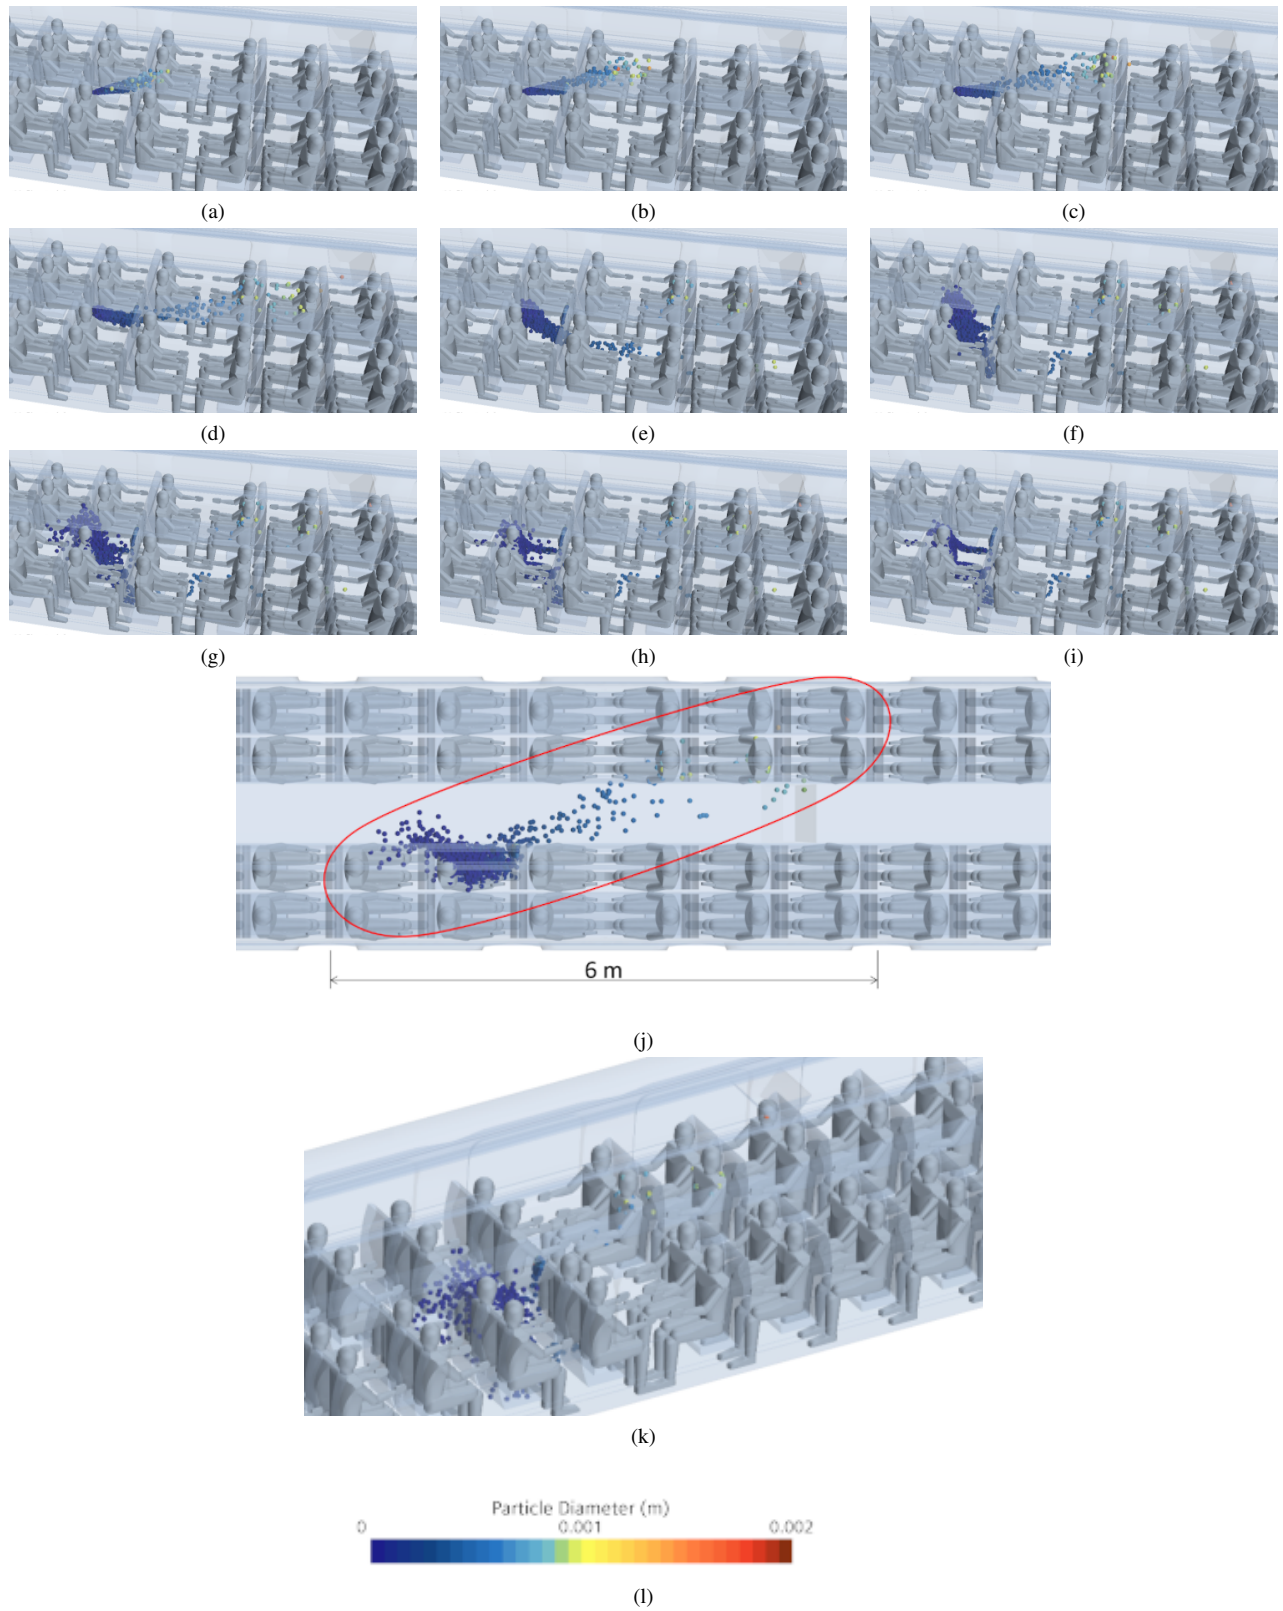 (a) (b) (c)
(d) (e) (f)
(g) (h) (i)
6 m
(j)
(k)
Particle Diameter (m)
0 0.001 0.002
(l)